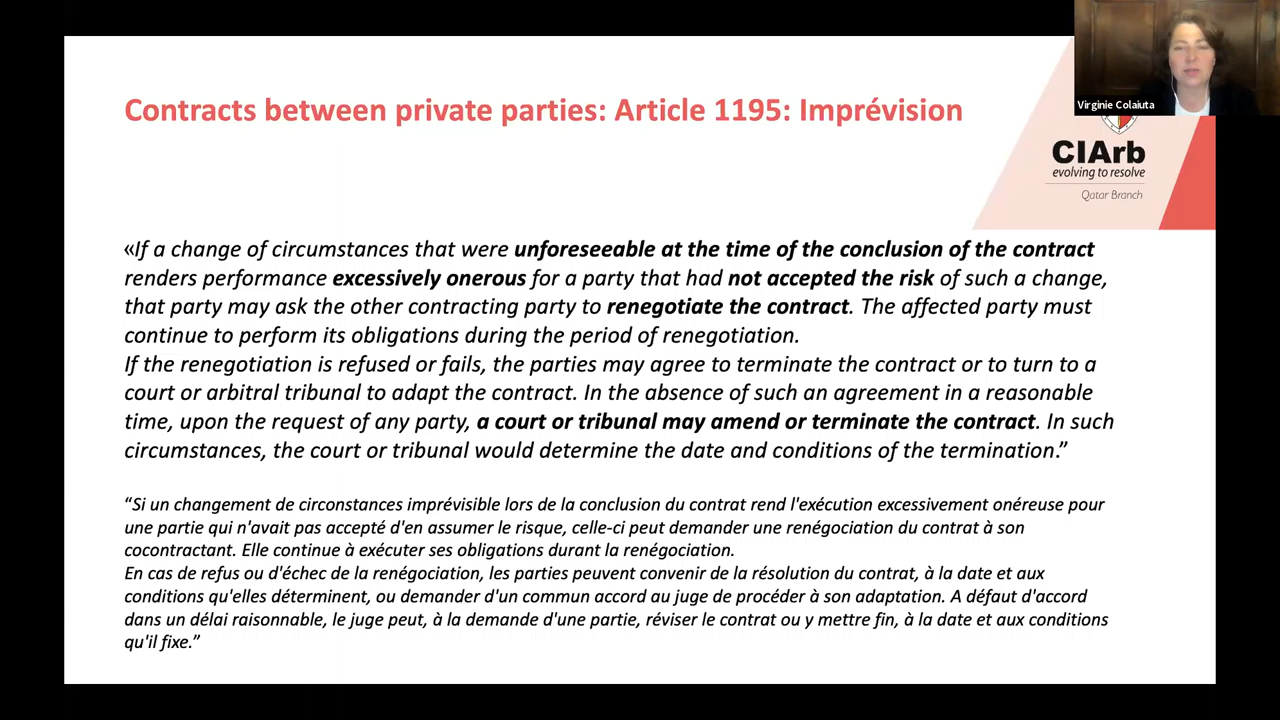 Contracts between private parties: Article 1195: Imprévision
Virginie Colaiuta
CIArb
evolving to resolve
Qatar Branch
«If a change of circumstances that were unforeseeable at the time of the conclusion of the contract
renders performance excessively onerous for a party that had not accepted the risk of such a change,
that party may ask the other contracting party to renegotiate the contract. The affected party must
continue to perform its obligations during the period of renegotiation.
If the renegotiation is refused or fails, the parties may agree to terminate the contract or to turn to a
court or arbitral tribunal to adapt the contract. In the absence of such an agreement in a reasonable
time, upon the request of any party, a court or tribunal may amend or terminate the contract. In such
circumstances, the court or tribunal would determine the date and conditions of the termination.”
“Si un changement de circonstances imprévisible lors de la conclusion du contrat rend l'exécution excessivement onéreuse pour
une partie qui n'avait pas accepté d'en assumer le risque, celle-ci peut demander une renégociation du contrat à son
cocontractant. Elle continue à exécuter ses obligations durant la renégociation.
En cas de refus ou d'échec de la renégociation, les parties peuvent convenir de la résolution du contrat, à la date et aux
conditions qu'elles déterminent, ou demander d'un commun accord au juge de procéder à son adaptation. A défaut d'accord
dans un délai raisonnable, le juge peut, à la demande d'une partie, réviser le contrat ou y mettre fin, à la date et aux conditions
qu'il fixe.”